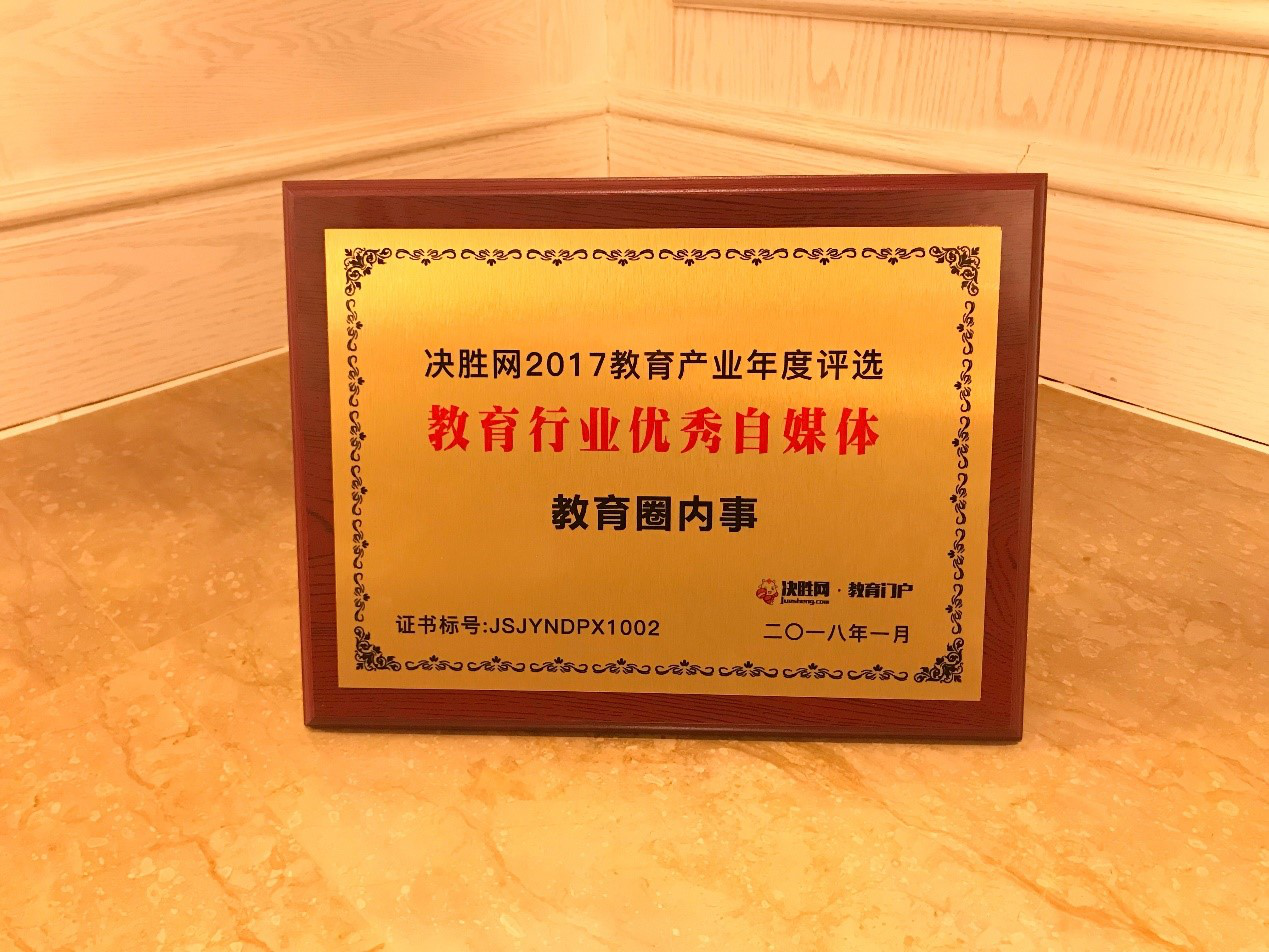 决胜网2017教育产业年度评选
教育行业优秀自媒体
教育圈内事
决胜网·教育门户
juesheng.com
证书标号:JSJYNDPX1002
二〇一八年一月